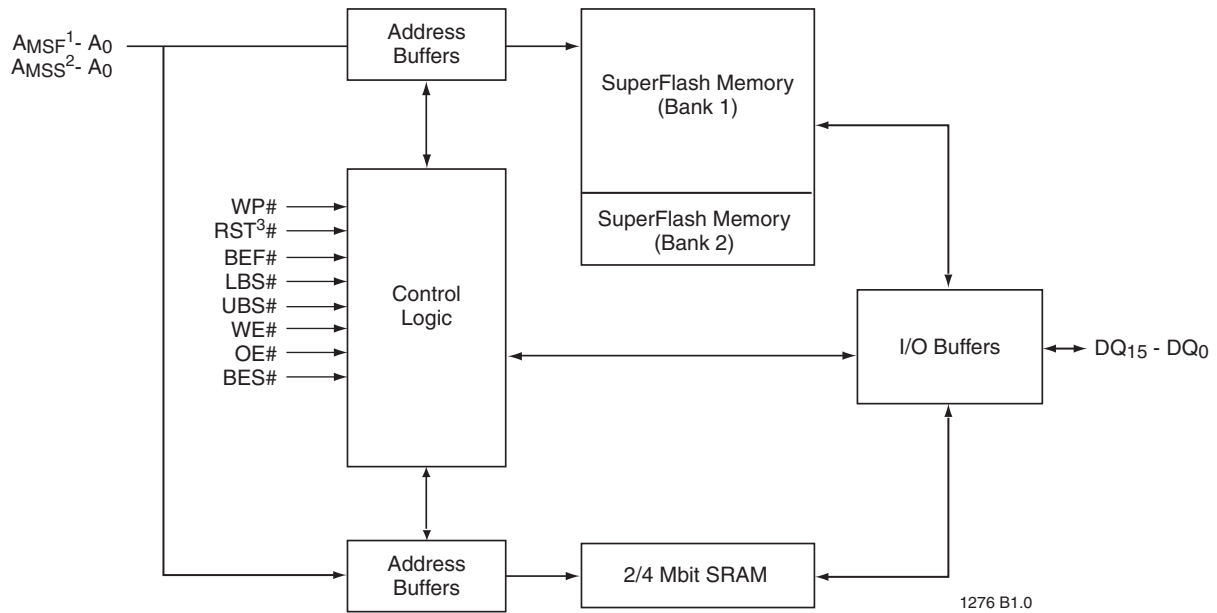 AMSF¹- A0
AMSS²- A0
Address
Buffers
SuperFlash Memory
(Bank 1)
SuperFlash Memory
(Bank 2)
WP#
RST³#
BEF#
LBS#
UBS#
WE#
OE#
BES#
Control
Logic
I/O Buffers
DQ15 - DQ0
Address
Buffers
2/4 Mbit SRAM
1276 B1.0